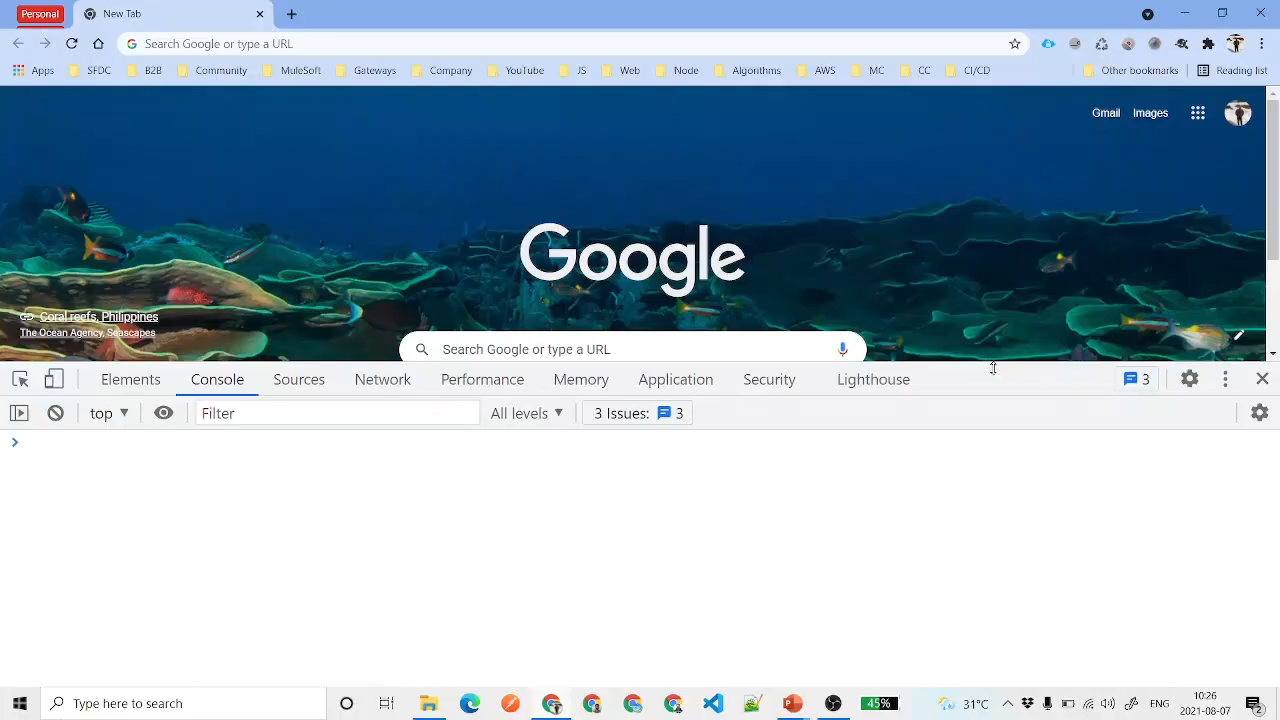 Personal
New Tab
Search Google or type a URL
Apps SFDC B2B Community MuleSoft Gateways Company YouTube JS Web Node Algorithms AWS MC CC CI/CD Other bookmarks Reading list
Gmail Images
Google
Coral reefs, Philippines
The Ocean Agency, Seascapes
Search Google or type a URL
Elements Console Sources Network Performance Memory Application Security Lighthouse 3
top Filter All levels 3 Issues: 3
Type here to search
45%
31°C
ENG
10:26
2021-08-07
2